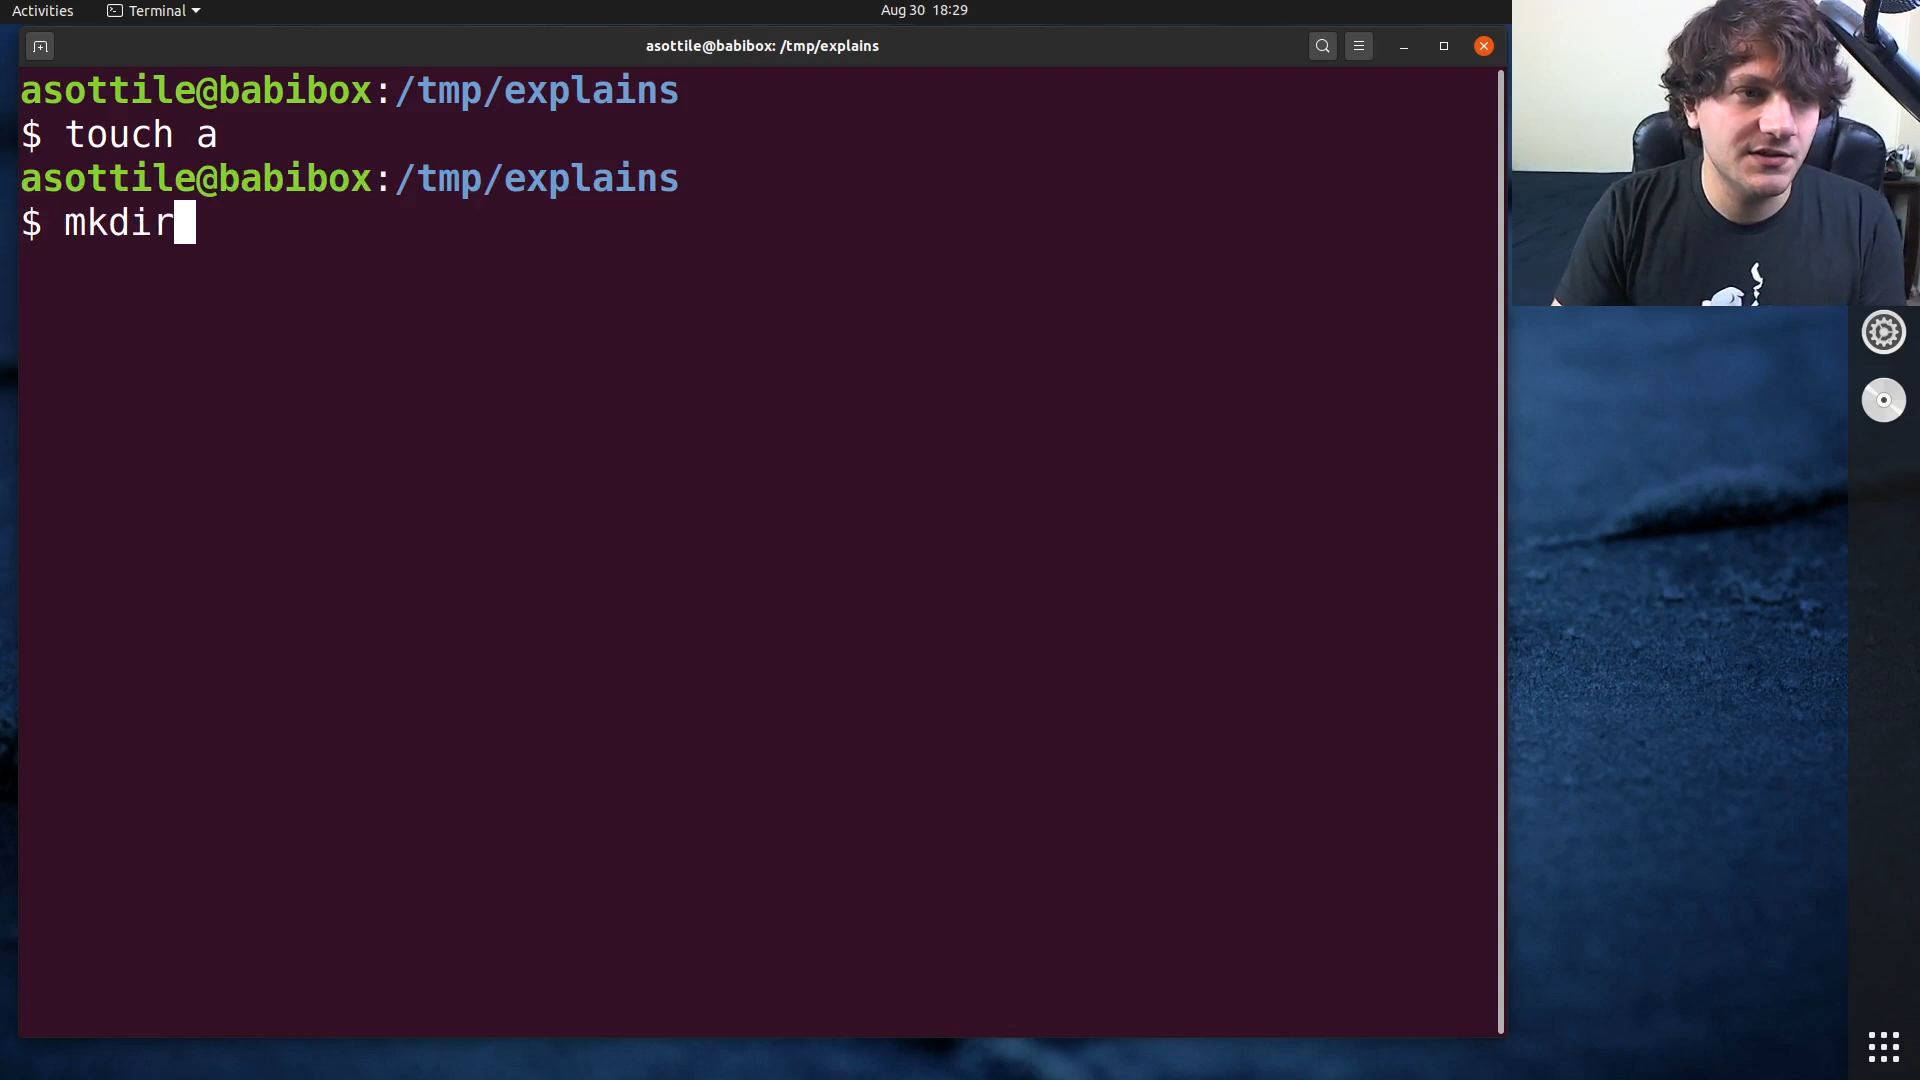 Activities Terminal Aug 30 18:29
asottile@babibox: /tmp/explains
asottile@babibox:/tmp/explains
$ touch a
asottile@babibox:/tmp/explains
$ mkdir